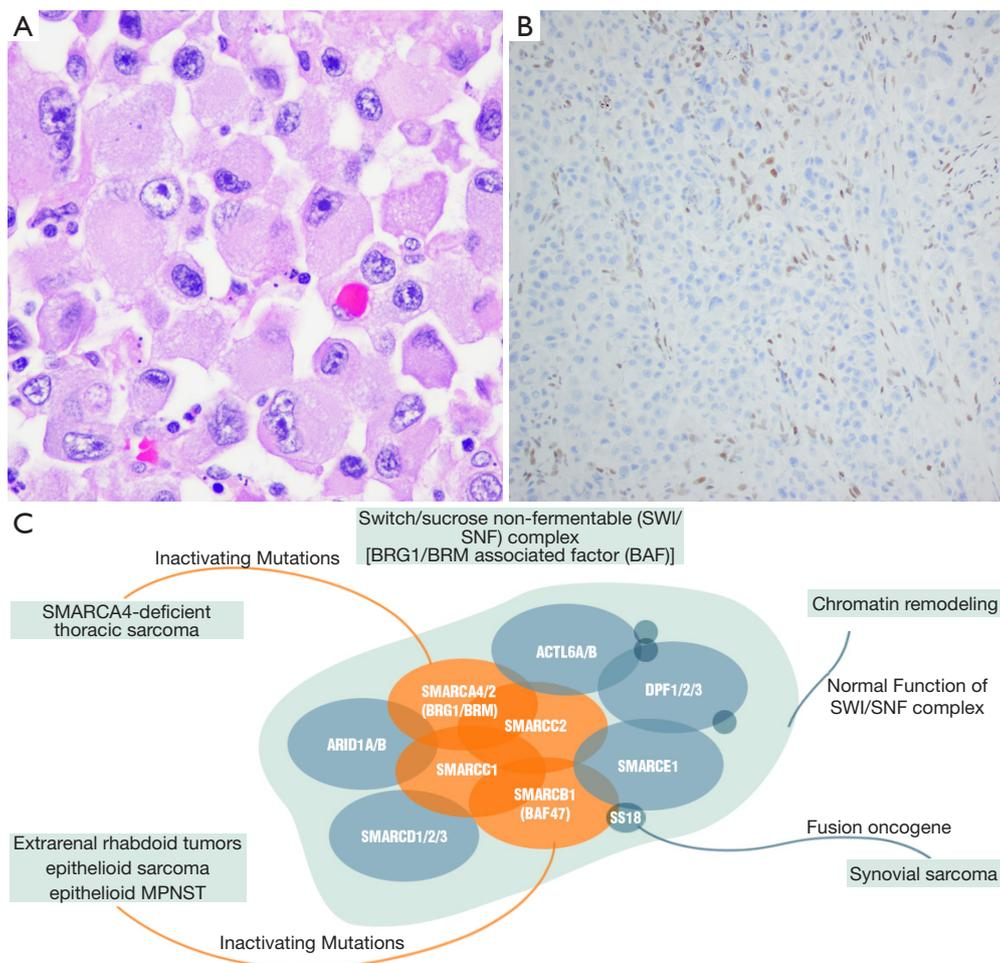 A
B
C
Switch/sucrose non-fermentable (SWI/
SNF) complex
[BRG1/BRM associated factor (BAF)]
Inactivating Mutations
SMARCA4-deficient
thoracic sarcoma
Chromatin remodeling
Normal Function of
SWI/SNF complex
ACTL6A/B
DPF1/2/3
SMARCA4/2
(BRG1/BRM)
SMARCC2
ARID1A/B
SMARCC1
SMARCE1
SMARCB1
(BAF47)
SS18
SMARCD1/2/3
Fusion oncogene
Synovial sarcoma
Extrarenal rhabdoid tumors
epithelioid sarcoma
epithelioid MPNST
Inactivating Mutations